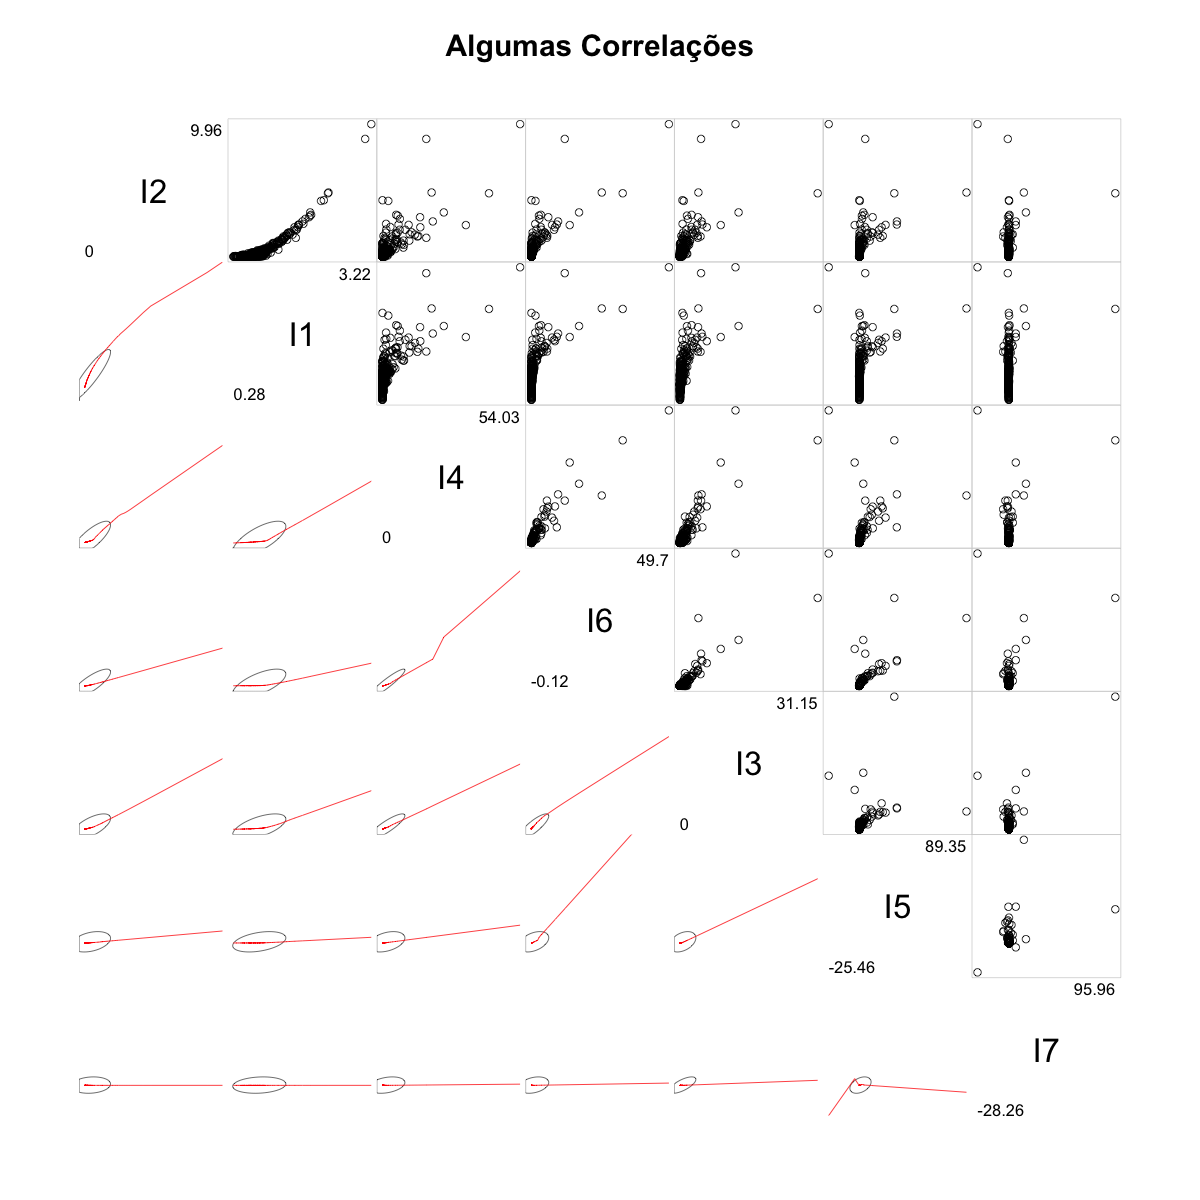 Algumas Correlações
9.96
I2
0
3.22
I1
0.28
54.03
I4
0
49.7
I6
-0.12
31.15
I3
0
89.35
I5
-25.46
95.96
I7
-28.26